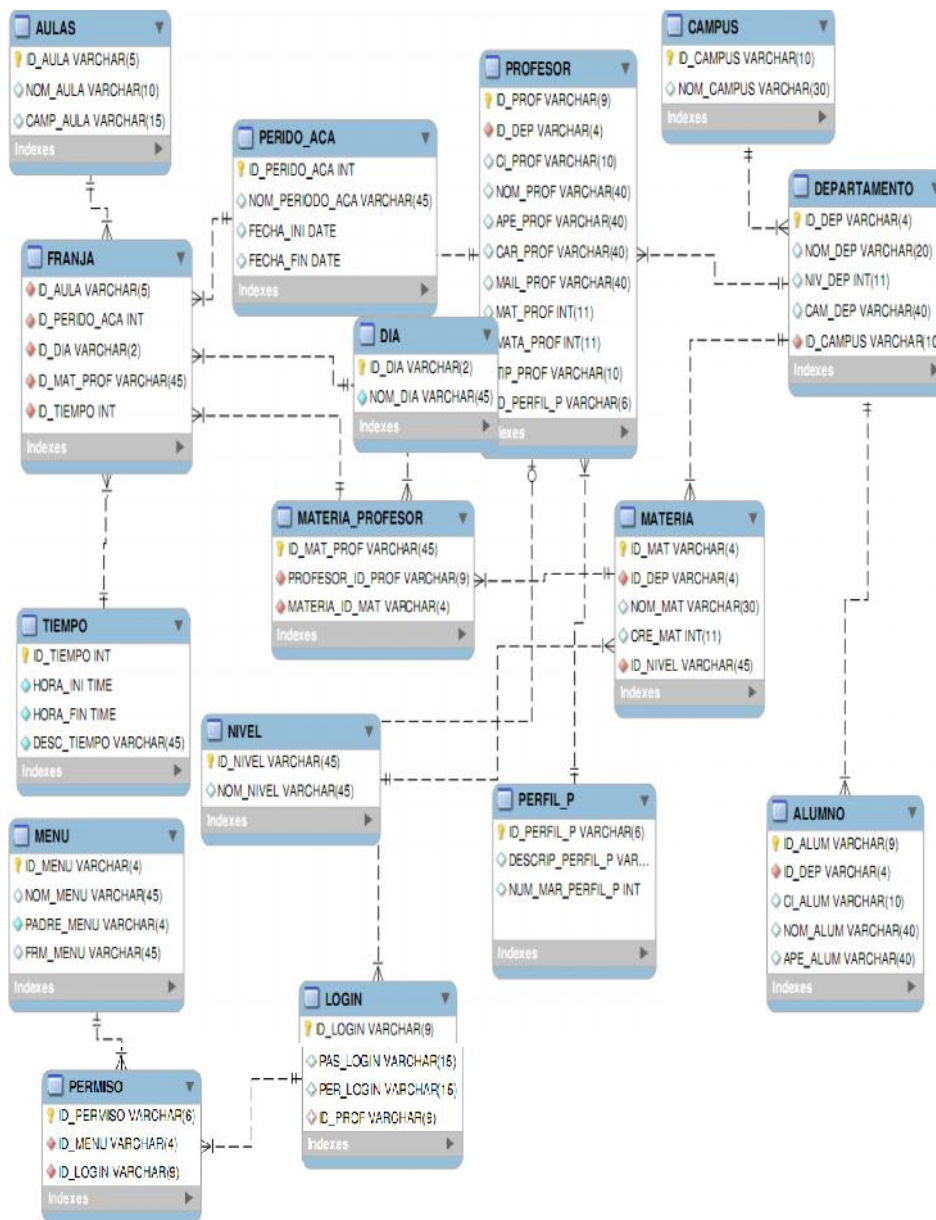 AULAS
ID_AULA VARCHAR(5)
NOM_AULA VARCHAR(10)
CAMP_AULA VARCHAR(15)
Indexes
PERIDO_ACA
ID_PERIDO_ACA INT
NOM_PERIODO_ACA VARCHAR(45)
FECHA_INI DATE
FECHA_FIN DATE
Indexes
PROFESOR
ID_PROF VARCHAR(9)
ID_DEP VARCHAR(4)
CI_PROF VARCHAR(10)
NOM_PROF VARCHAR(40)
APE_PROF VARCHAR(40)
CAR_PROF VARCHAR(40)
MAIL_PROF VARCHAR(40)
MAT_PROF INT(11)
MATA_PROF INT(11)
TIP_PROF VARCHAR(10)
D_PERFIL_P VARCHAR(6)
dexes
CAMPUS
ID_CAMPUS VARCHAR(10)
NOM_CAMPUS VARCHAR(30)
Indexes
DEPARTAMENTO
ID_DEP VARCHAR(4)
NOM_DEP VARCHAR(20)
NIV_DEP INT(11)
CAM_DEP VARCHAR(40)
ID_CAMPUS VARCHAR(10
Indexes
FRANJA
ID_AULA VARCHAR(5)
ID_PERIDO_ACA INT
ID_DIA VARCHAR(2)
ID_MAT_PROF VARCHAR(45)
ID_TIEMPO INT
Indexes
DIA
ID_DIA VARCHAR(2)
NOM_DIA VARCHAR(45)
Indexes
MATERIA_PROFESOR
ID_MAT_PROF VARCHAR(45)
PROFESOR_ID_PROF VARCHAR(9)
MATERIA_ID_MAT VARCHAR(4)
Indexes
MATERIA
ID_MAT VARCHAR(4)
ID_DEP VARCHAR(4)
NOM_MAT VARCHAR(30)
CRE_MAT INT(11)
ID_NIVEL VARCHAR(45)
Indexes
TIEMPO
ID_TIEMPO INT
HORA_INI TIME
HORA_FIN TIME
DESC_TIEMPO VARCHAR(45)
Indexes
NIVEL
ID_NIVEL VARCHAR(45)
NOM_NIVEL VARCHAR(45)
Indexes
PERFIL_P
ID_PERFIL_P VARCHAR(6)
DESCRIP_PERFIL_P VAR...
NUM_MAR_PERFIL_P INT
Indexes
ALUMNO
ID_ALUM VARCHAR(9)
ID_DEP VARCHAR(4)
CI_ALUM VARCHAR(10)
NOM_ALUM VARCHAR(40)
APE_ALUM VARCHAR(40)
Indexes
MENU
ID_MENU VARCHAR(4)
NOM_MENU VARCHAR(45)
PADRE_MENU VARCHAR(4)
FRM_MENU VARCHAR(45)
Indexes
LOGIN
ID_LOGIN VARCHAR(9)
PAS_LOGIN VARCHAR(15)
PER_LOGIN VARCHAR(15)
ID_PROF VARCHAR(9)
Indexes
PERMISO
ID_PERMISO VARCHAR(6)
ID_MENU VARCHAR(4)
ID_LOGIN VARCHAR(9)
Indexes